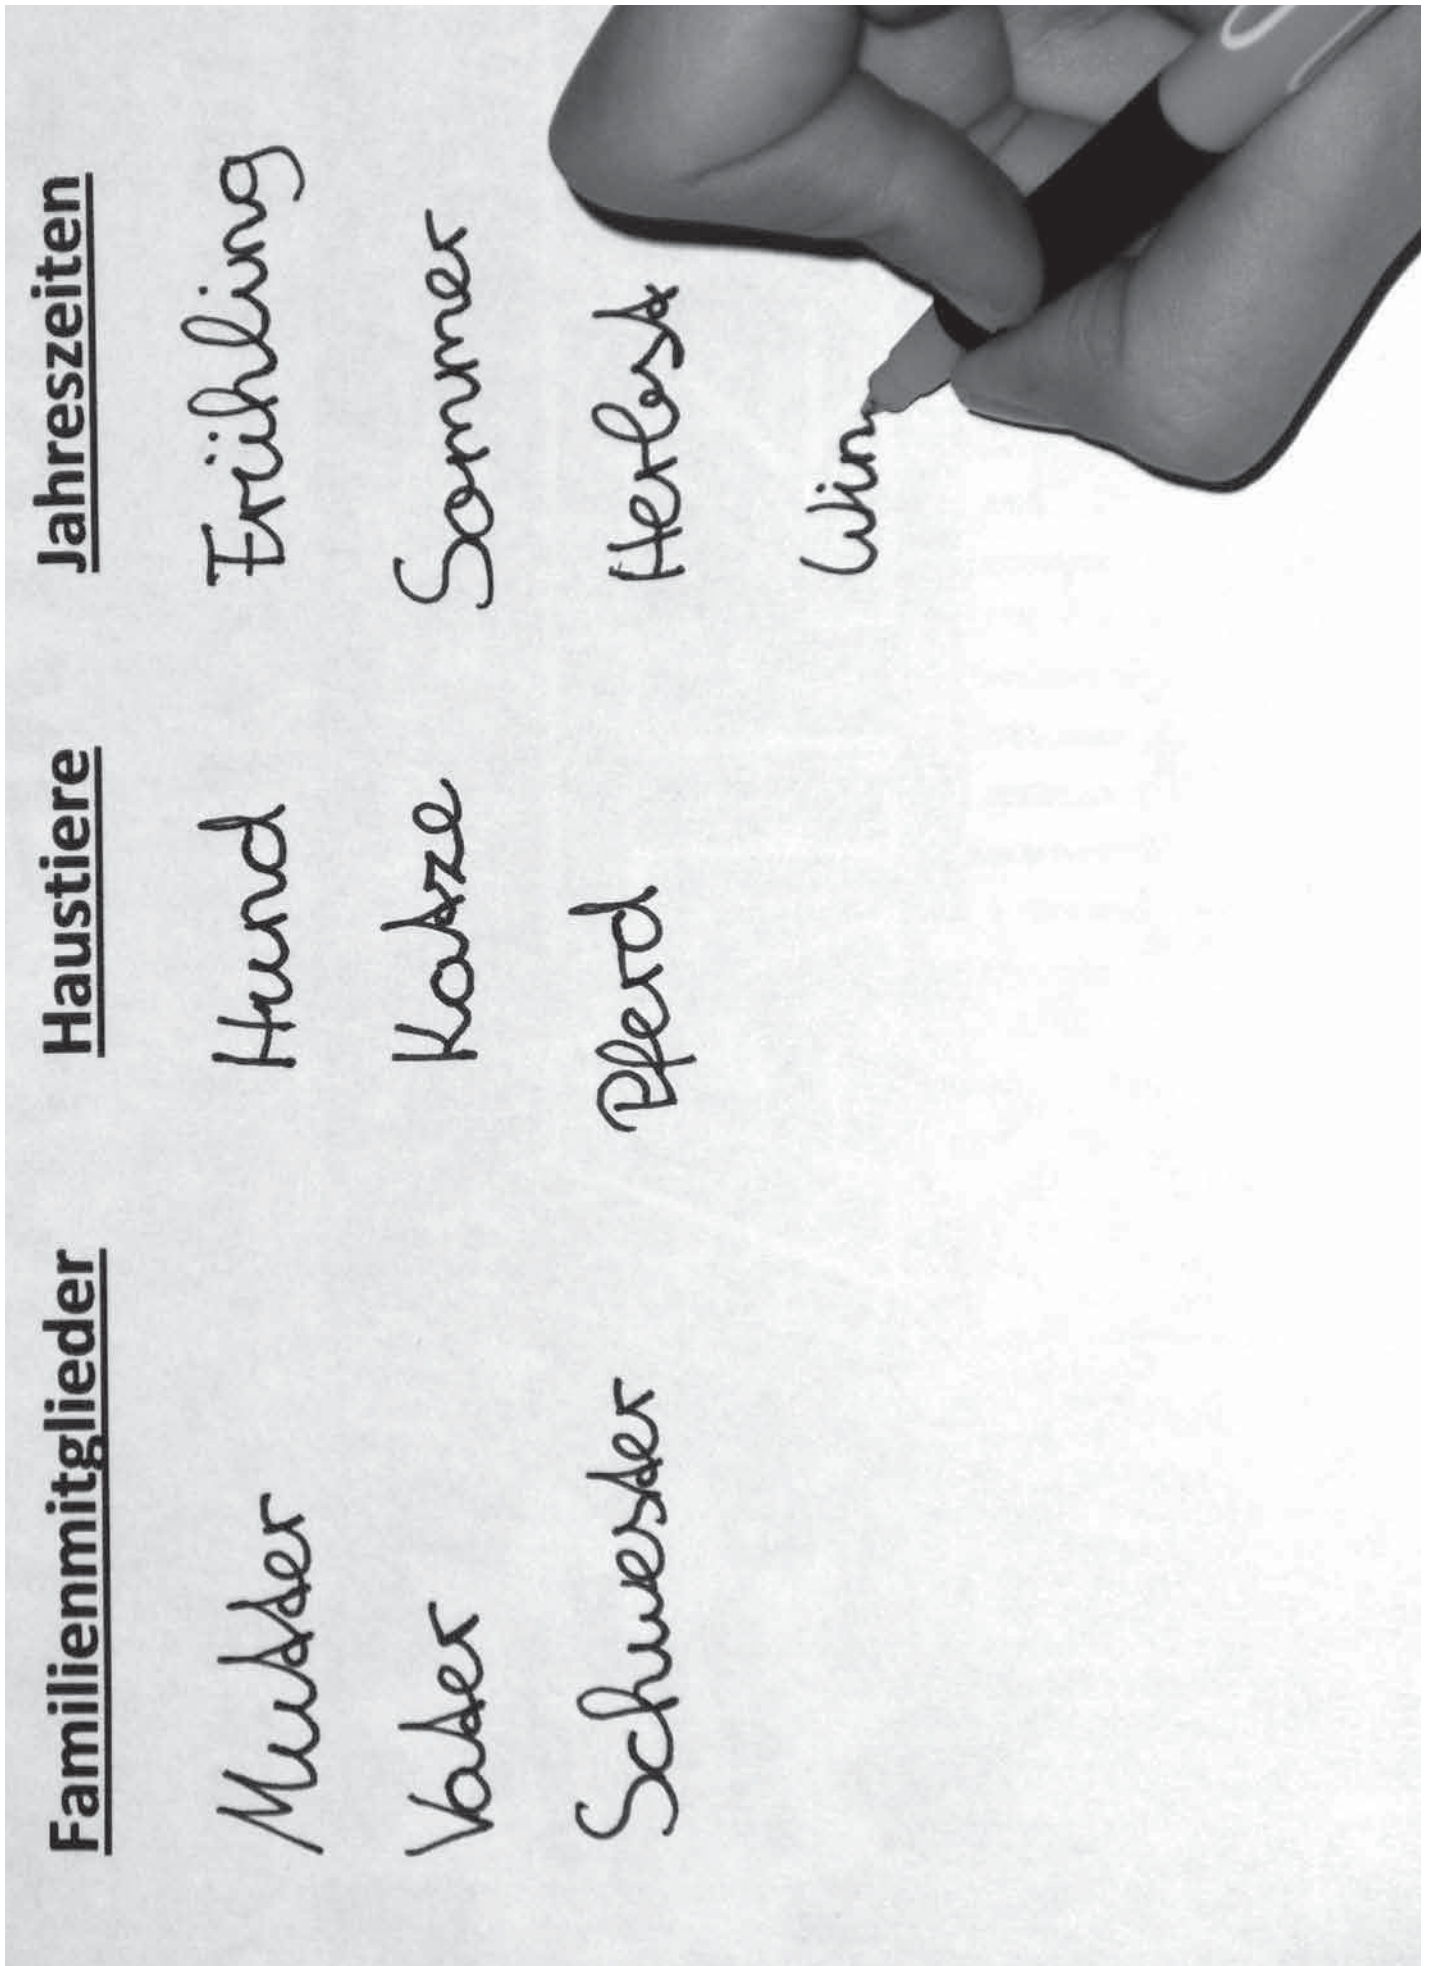 Familienmitglieder Haustiere Jahreszeiten
Mutter Hund Frühling
Vater Katze Sommer
Schwester Pferd Herbst
Win